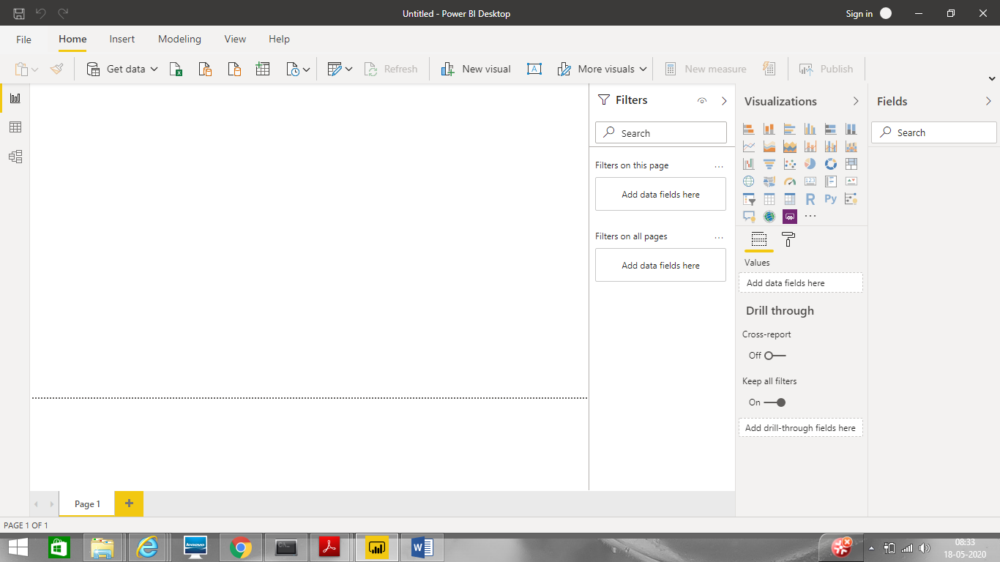 Untitled - Power BI Desktop
Sign in
File Home Insert Modeling View Help
Get data Refresh New visual A More visuals New measure Publish
Filters
Search
Filters on this page ...
Add data fields here
Filters on all pages ...
Add data fields here
Visualizations
123
R Py
...
Values
Add data fields here
Drill through
Cross-report
Off
Keep all filters
On
Add drill-through fields here
Fields
Search
Page 1 +
PAGE 1 OF 1
lenovo
08:33
18-05-2020